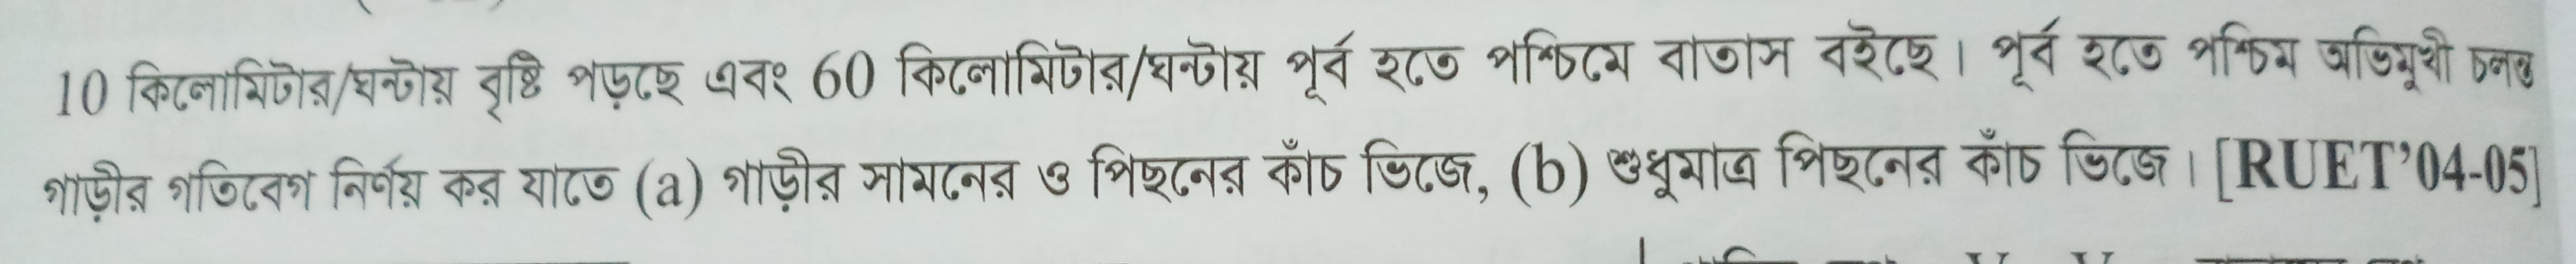 10 কিলোমিটার/ঘন্টায় বৃষ্টি পড়ছে এবং 60 কিলোমিটার/ঘন্টায় পূর্ব হতে পশ্চিমে বাতাস বইছে। পূর্ব হতে পশ্চিম অভিমূখী চলন্ত
গাড়ীর গতিবেগ নির্ণয় কর যাতে (a) গাড়ীর সামনের ও পিছনের কাঁচ ভিজে, (b) শুধুমাত্র পিছনের কাঁচ ভিজে। [RUET'04-05]